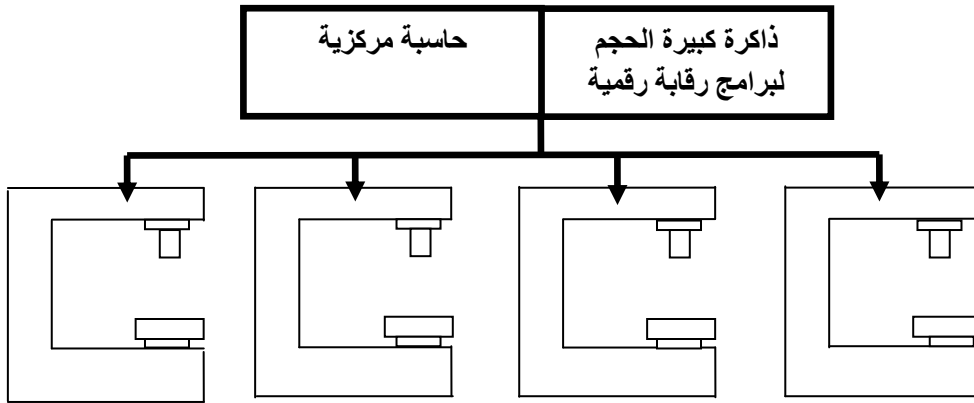 ذاكرة كبيرة الحجم
لبرامج رقابة رقمية
حاسبة مركزية